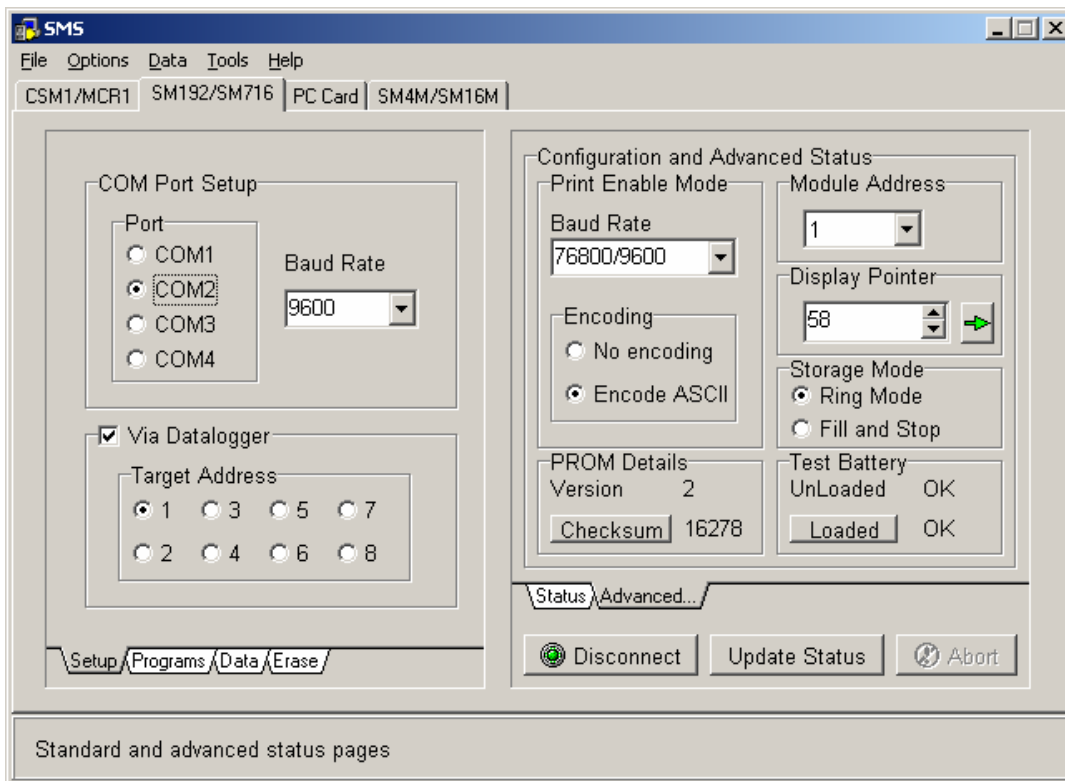 SMS
File Options Data Tools Help
CSM1/MCR1 SM192/SM716 PC Card SM4M/SM16M
COM Port Setup
Port
COM1
COM2
COM3
COM4
Baud Rate
9600
Via Datalogger
Target Address
1 3 5 7
2 4 6 8
Setup Programs Data Erase
Configuration and Advanced Status
Print Enable Mode
Baud Rate
76800/9600
Encoding
No encoding
Encode ASCII
Module Address
1
Display Pointer
58
Storage Mode
Ring Mode
Fill and Stop
PROM Details
Version 2
Checksum 16278
Test Battery
UnLoaded OK
Loaded OK
Status Advanced...
Disconnect Update Status Abort
Standard and advanced status pages